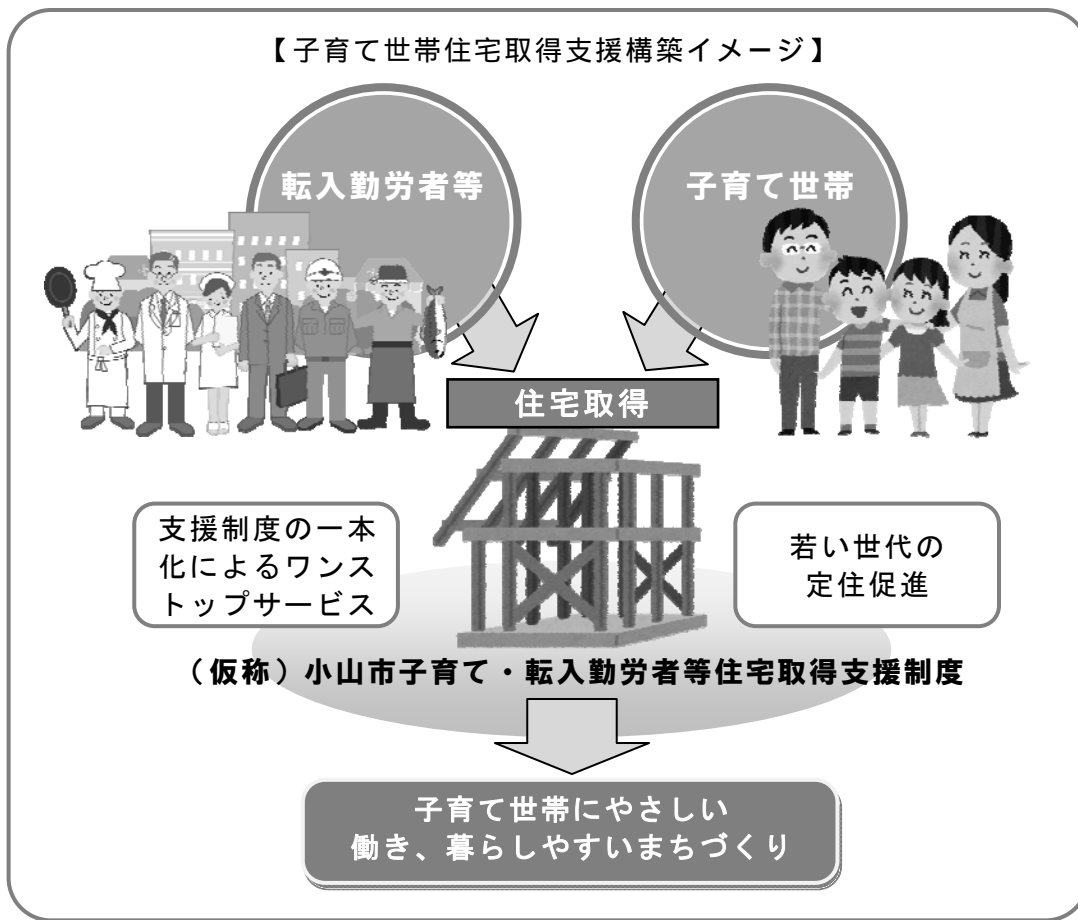 【子育て世帯住宅取得支援構築イメージ】
転入勤労者等
子育て世帯
住宅取得
支援制度の一本
化によるワンス
トップサービス
若い世代の
定住促進
（仮称）小山市子育て・転入勤労者等住宅取得支援制度
子育て世帯にやさしい
働き、暮らしやすいまちづくり